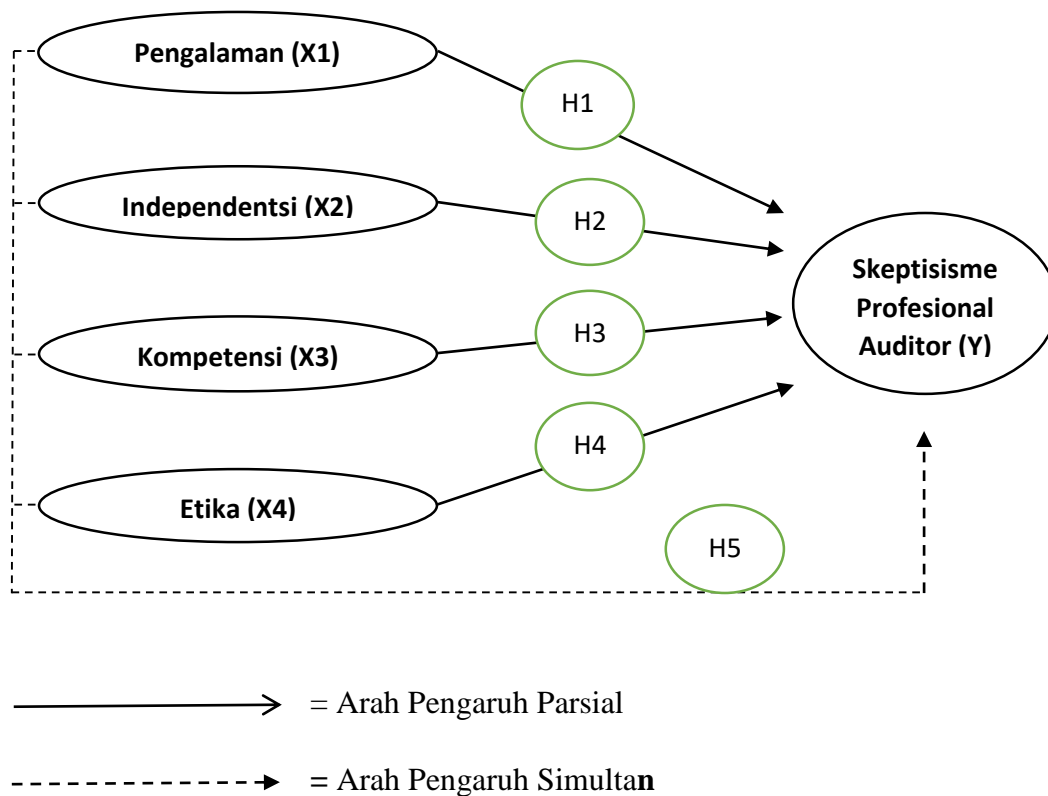 Pengalaman (X1)
H1
Independentsi (X2)
H2
Skeptisisme
Profesional
Auditor (Y)
Kompetensi (X3)
H3
H4
Etika (X4)
H5
= Arah Pengaruh Parsial
= Arah Pengaruh Simultan